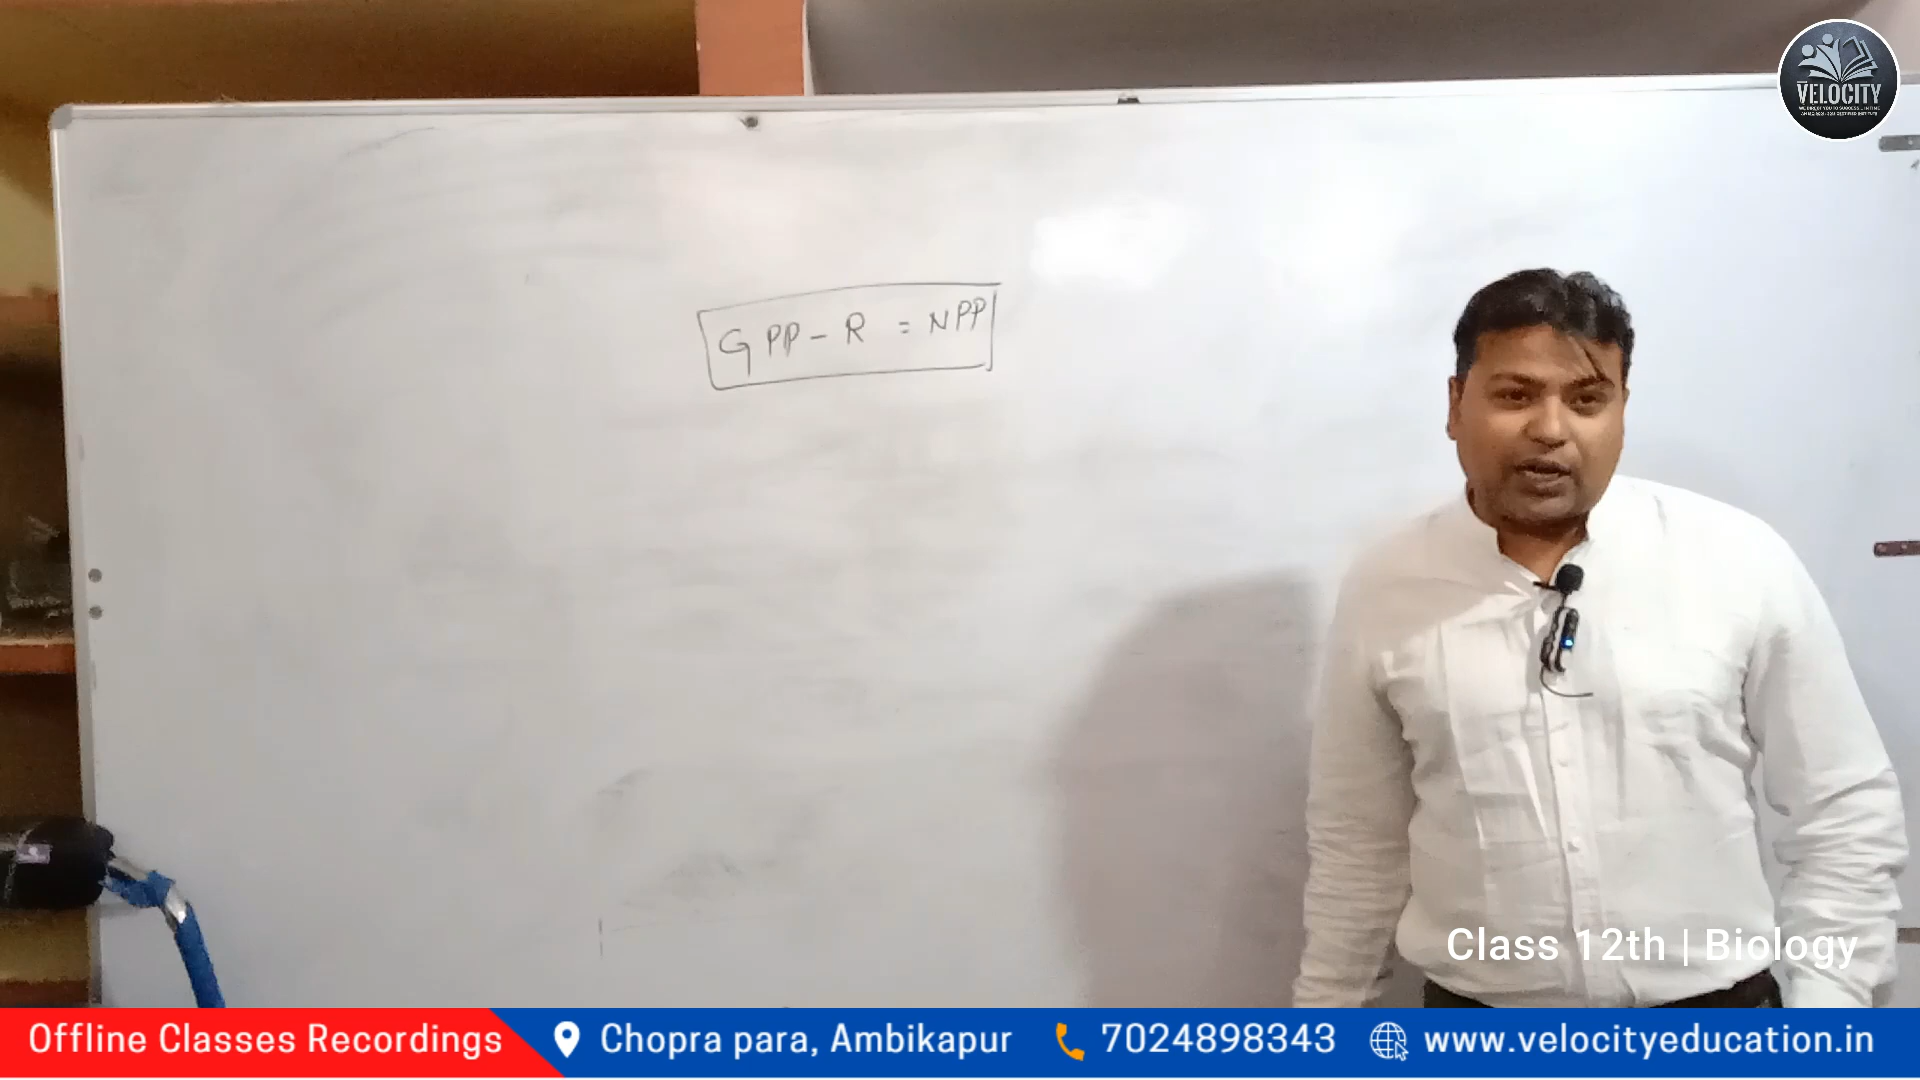 VELOCITY
GPP - R = NPP
Class 12th | Biology
Offline Classes Recordings Chopra para, Ambikapur 7024898343 www.velocityeducation.in